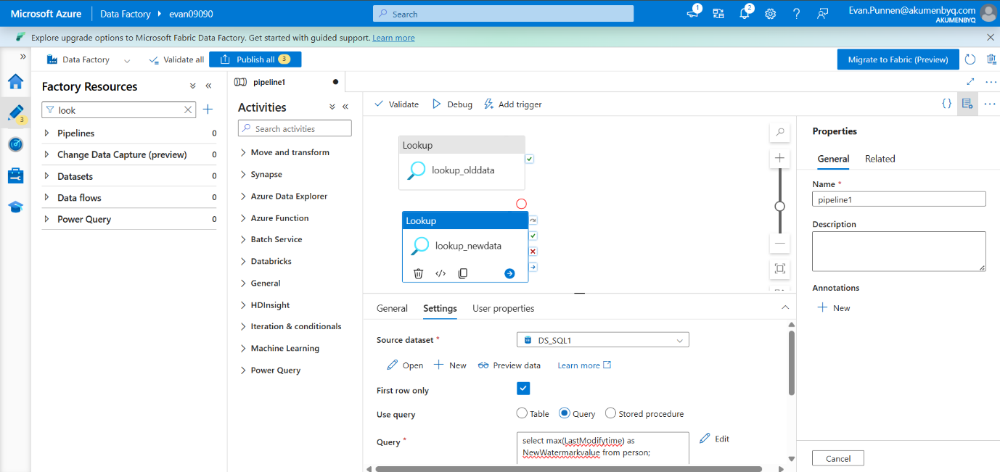 Microsoft Azure
Data Factory
evan09090
Search
1
2
Evan.Punnen@akumenbyq.com
AKUMENBYQ
Explore upgrade options to Microsoft Fabric Data Factory. Get started with guided support. Learn more
Data Factory
Validate all
Publish all 3
Migrate to Fabric (Preview)
3
Factory Resources
look
Pipelines 0
Change Data Capture (preview) 0
Datasets 0
Data flows 0
Power Query 0
pipeline1
Activities
Search activities
Move and transform
Synapse
Azure Data Explorer
Azure Function
Batch Service
Databricks
General
HDInsight
Iteration & conditionals
Machine Learning
Power Query
Validate
Debug
Add trigger
Lookup
lookup_olddata
Lookup
lookup_newdata
General
Settings
User properties
Source dataset *
DS_SQL1
Open
New
Preview data
Learn more
First row only
Use query
Table
Query
Stored procedure
Query *
select max(LastModifytime) as
NewWatermarkvalue from person;
Edit
Properties
General
Related
Name *
pipeline1
Description
Annotations
New
Cancel